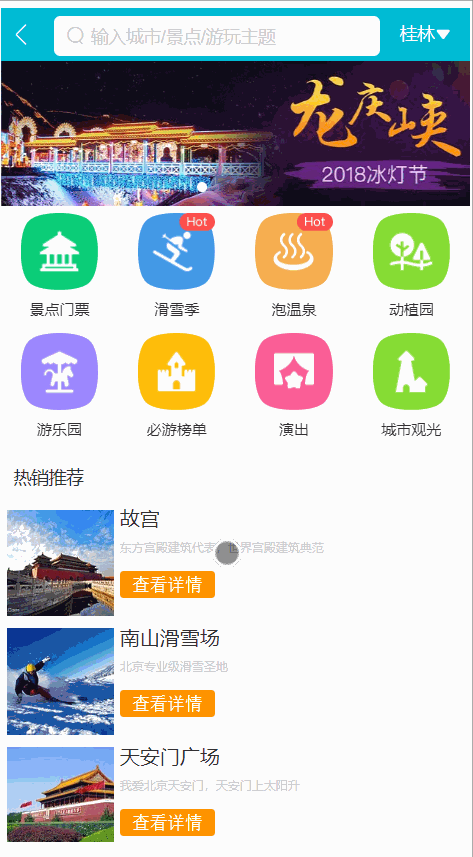 输入城市/景点/游玩主题
桂林
龙庆峡
2018冰灯节
Hot
Hot
景点门票
滑雪季
泡温泉
动植园
游乐园
必游榜单
演出
城市观光
热销推荐
故宫
东方宫殿建筑代表 世界宫殿建筑典范
查看详情
南山滑雪场
北京专业级滑雪圣地
查看详情
天安门广场
我爱北京天安门，天安门上太阳升
查看详情